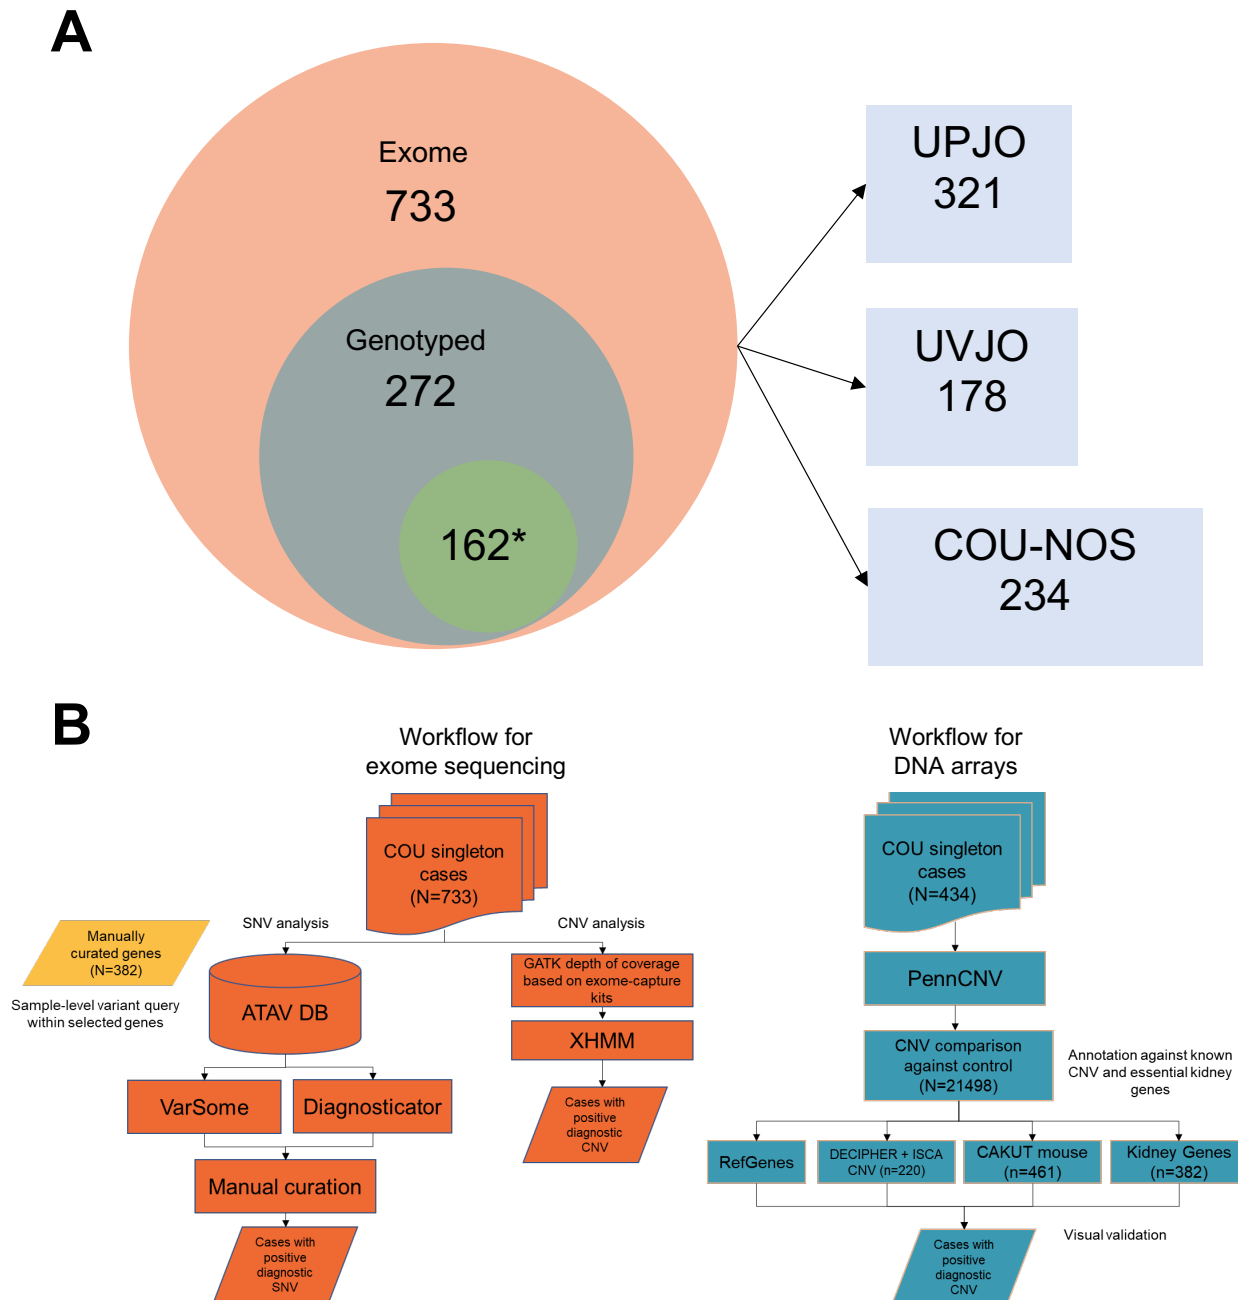 A
Exome
733
Genotyped
272
162*
UPJO
321
UVJO
178
COU-NOS
234
B
Workflow for
exome sequencing
COU singleton
cases
(N=733)
SNV analysis
CNV analysis
Manually
curated genes
(N=382)
Sample-level variant query
within selected genes
ATAV DB
GATK depth of coverage
based on exome-capture
kits
XHMM
VarSome
Diagnosticator
Cases with
positive
diagnostic
CNV
Manual curation
Cases with
positive
diagnostic
SNV
Workflow for
DNA arrays
COU singleton
cases
(N=434)
PennCNV
CNV comparison
against control
(N=21498)
Annotation against known
CNV and essential kidney
genes
RefGenes
DECIPHER + ISCA
CNV (n=220)
CAKUT mouse
(n=461)
Kidney Genes
(n=382)
Visual validation
Cases with
positive
diagnostic
CNV